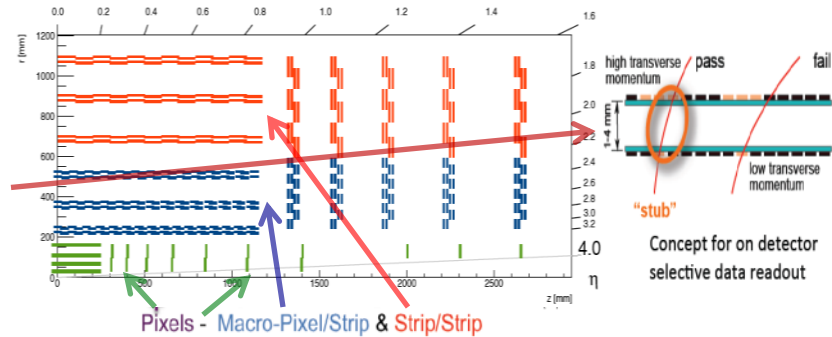 0.0 0.2 0.4 0.6 0.8 1.0 1.2 1.4 1.6
r [mm]
1200
1000
800
600
400
200
0
1.8
2.0
2.2
2.4
2.6
2.8
3.0
3.2
4.0
η
0 500 1000 1500 2000 2500
z [mm]
Pixels - Macro-Pixel/Strip & Strip/Strip
high transverse
momentum
pass
fail
1-4 mm
low transverse
momentum
"stub"
Concept for on detector
selective data readout